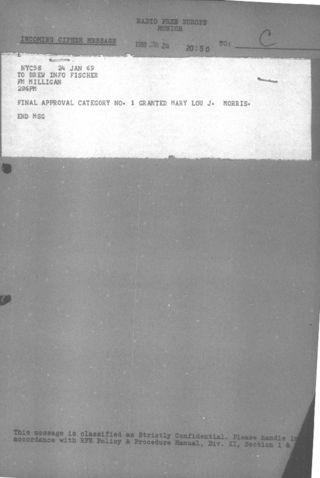 RADIO FREE EUROPE
MUNICH
INCOMING CIPHER MESSAGE
20:50 TO: C
NYC58 24 JAN 69
TO BREW INFO FISCHER
FM MILLIGAN
206PM
FINAL APPROVAL CATEGORY NO. 1 GRANTED MARY LOU J. MORRIS.
END MSG
This message is classified as Strictly Confidential. Please handle in
accordance with RFE Policy & Procedure Manual, Div. II, Section 1 &